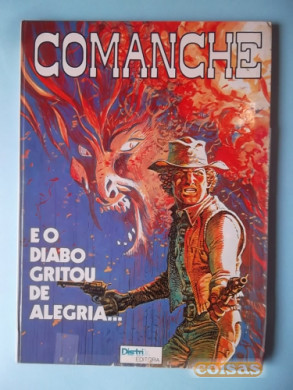 COMANCHE
E O
DIABO
GRITOU
DE
ALEGRIA...
Distri
EDITORA
coisas